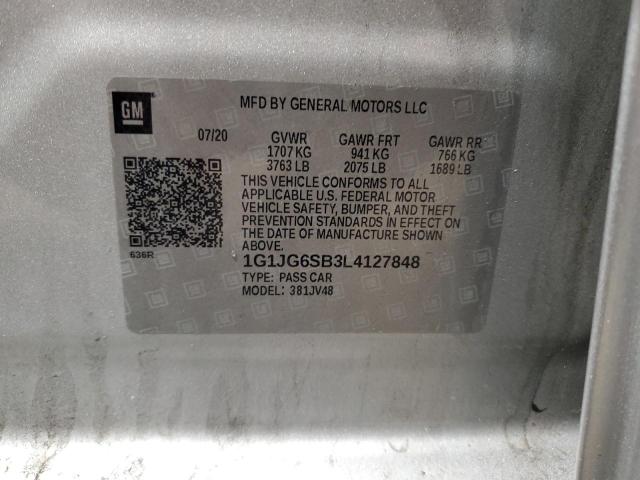 GM
MFD BY GENERAL MOTORS LLC
07/20 GVWR GAWR FRT GAWR RR
1707 KG 941 KG 766 KG
3763 LB 2075 LB 1689 LB
THIS VEHICLE CONFORMS TO ALL
APPLICABLE U.S. FEDERAL MOTOR
VEHICLE SAFETY, BUMPER, AND THEFT
PREVENTION STANDARDS IN EFFECT ON
THE DATE OF MANUFACTURE SHOWN
ABOVE.
636R
1G1JG6SB3L4127848
TYPE: PASS CAR
MODEL: 381JV48